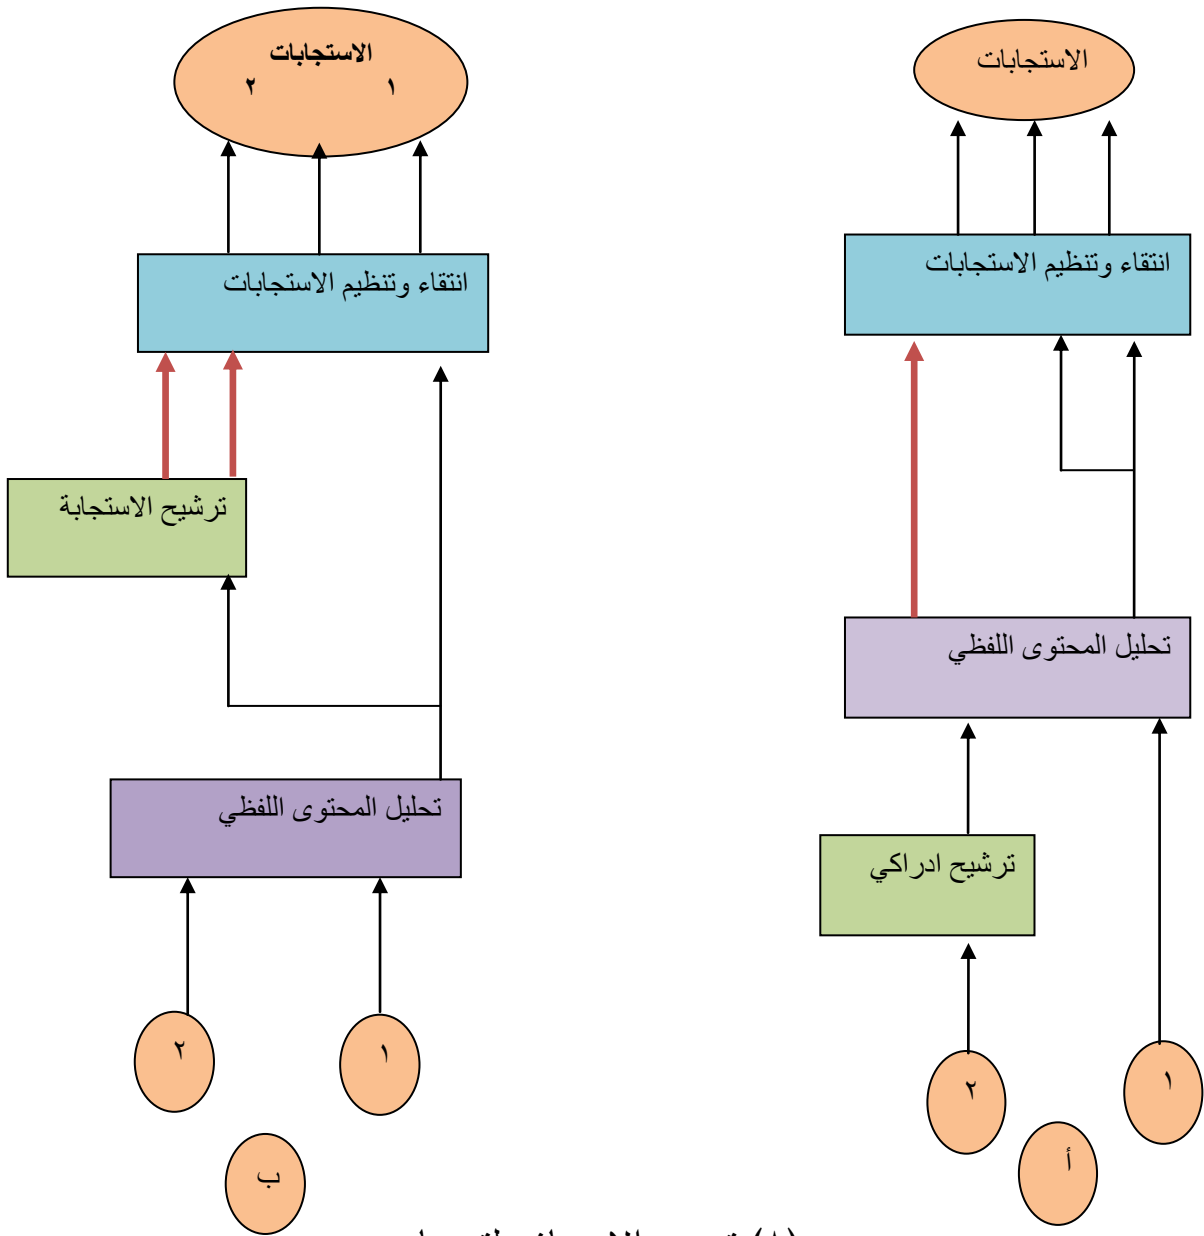 الاستجابات
انتقاء وتنظيم الاستجابات
تحليل المحتوى اللفظي
ترشيح ادراكي
١
٢
أ
الاستجابات
١ ٢
انتقاء وتنظيم الاستجابات
ترشيح الاستجابة
تحليل المحتوى اللفظي
١
٢
ب